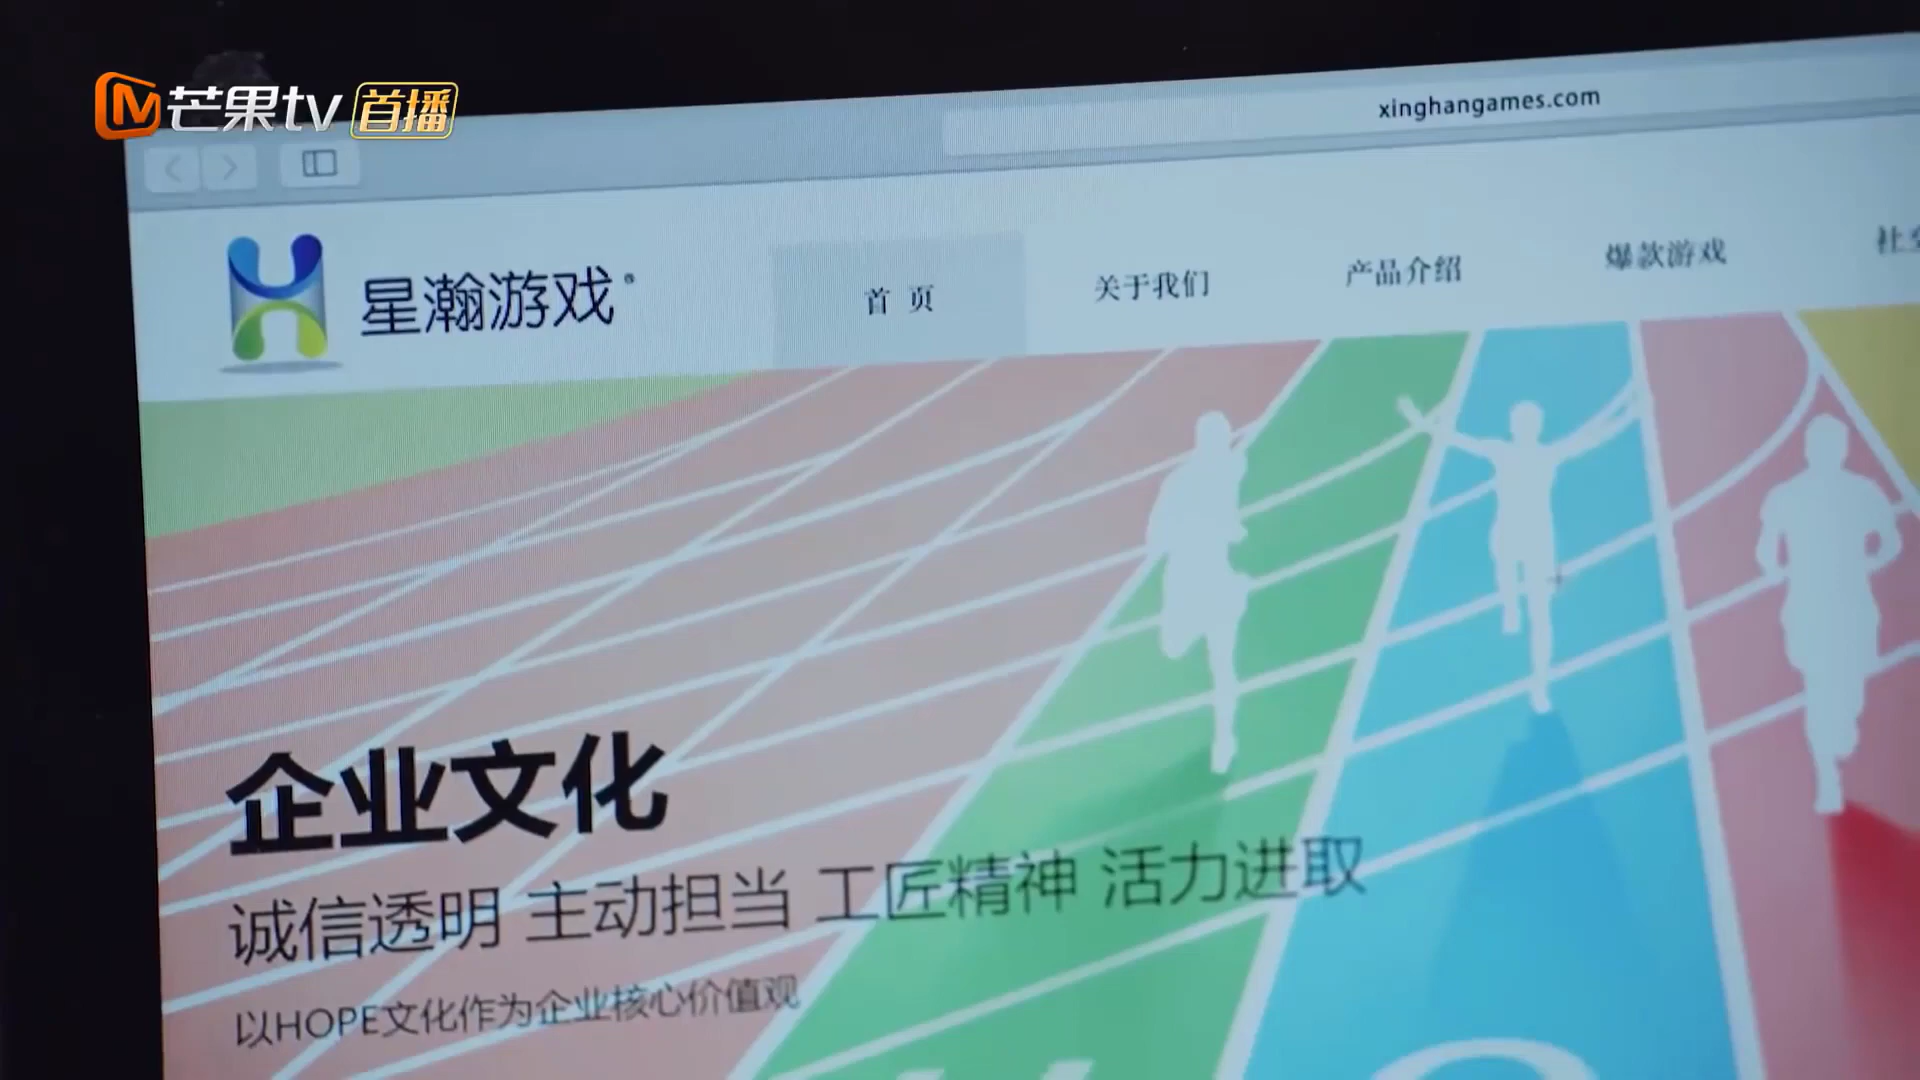 芒果tv 首播
xinghangames.com
星瀚游戏®
首页 关于我们 产品介绍 爆款游戏 社
企业文化
诚信透明 主动担当 工匠精神 活力进取
以HOPE文化作为企业核心价值观